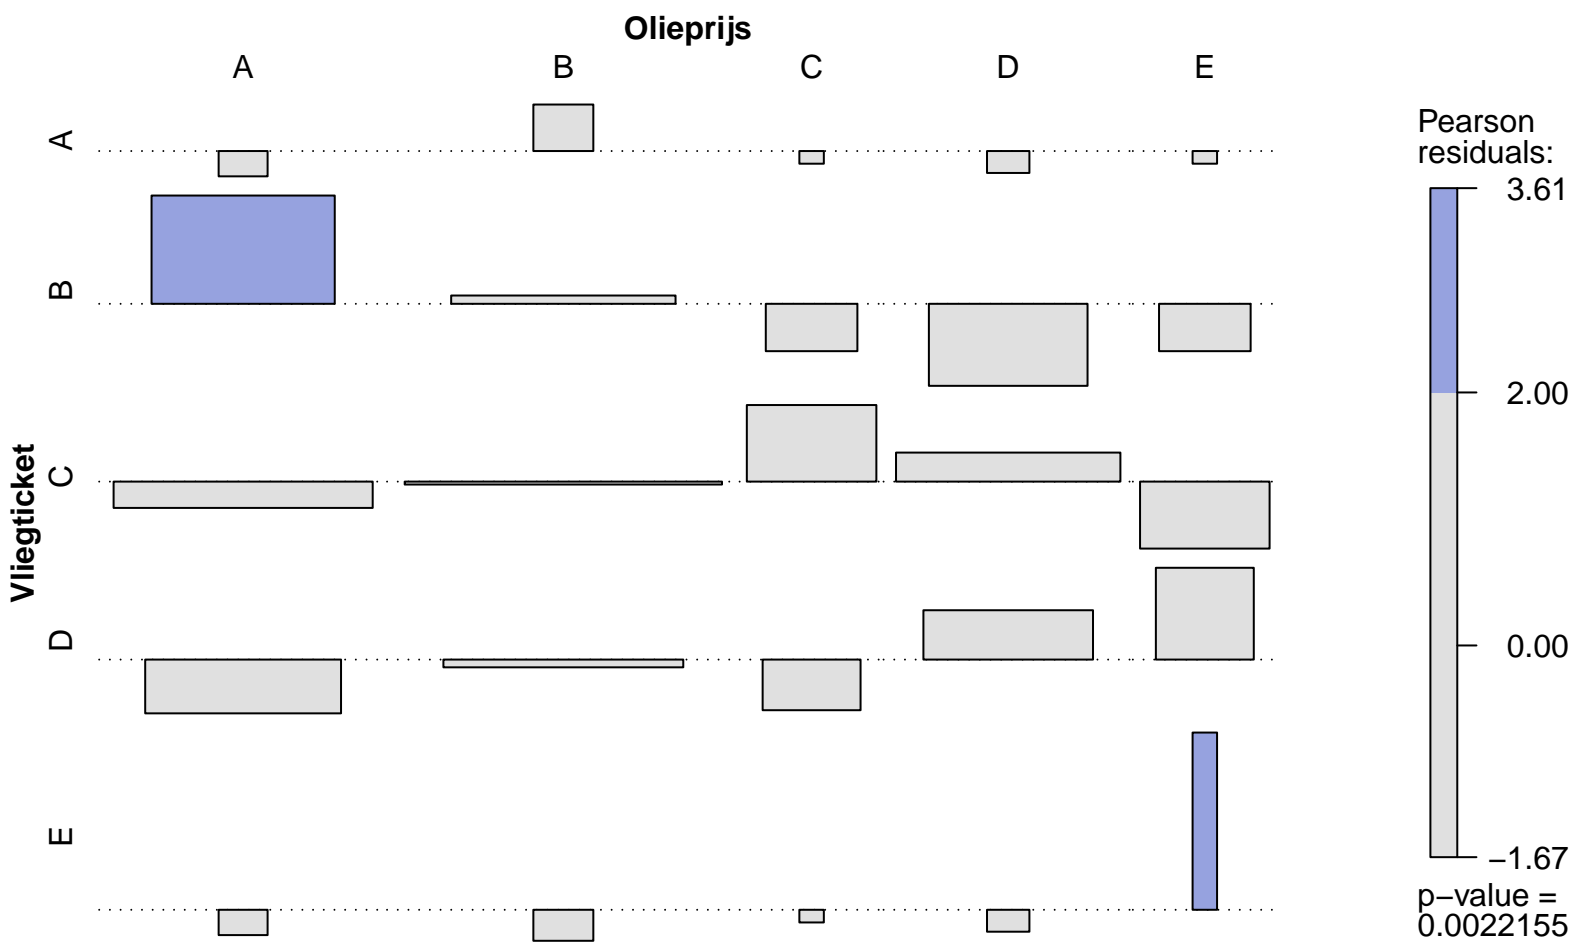 Olieprijs
A B C D E
Vliegticket
A
B
C
D
E
Pearson
residuals:
3.61
2.00
0.00
−1.67
p−value =
0.0022155